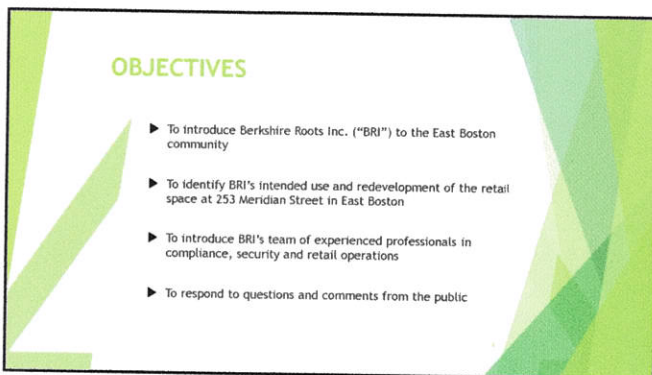 OBJECTIVES
▶ To introduce Berkshire Roots Inc. (“BRI”) to the East Boston
community
▶ To identify BRI's intended use and redevelopment of the retail
space at 253 Meridian Street in East Boston
▶ To introduce BRI's team of experienced professionals in
compliance, security and retail operations
▶ To respond to questions and comments from the public